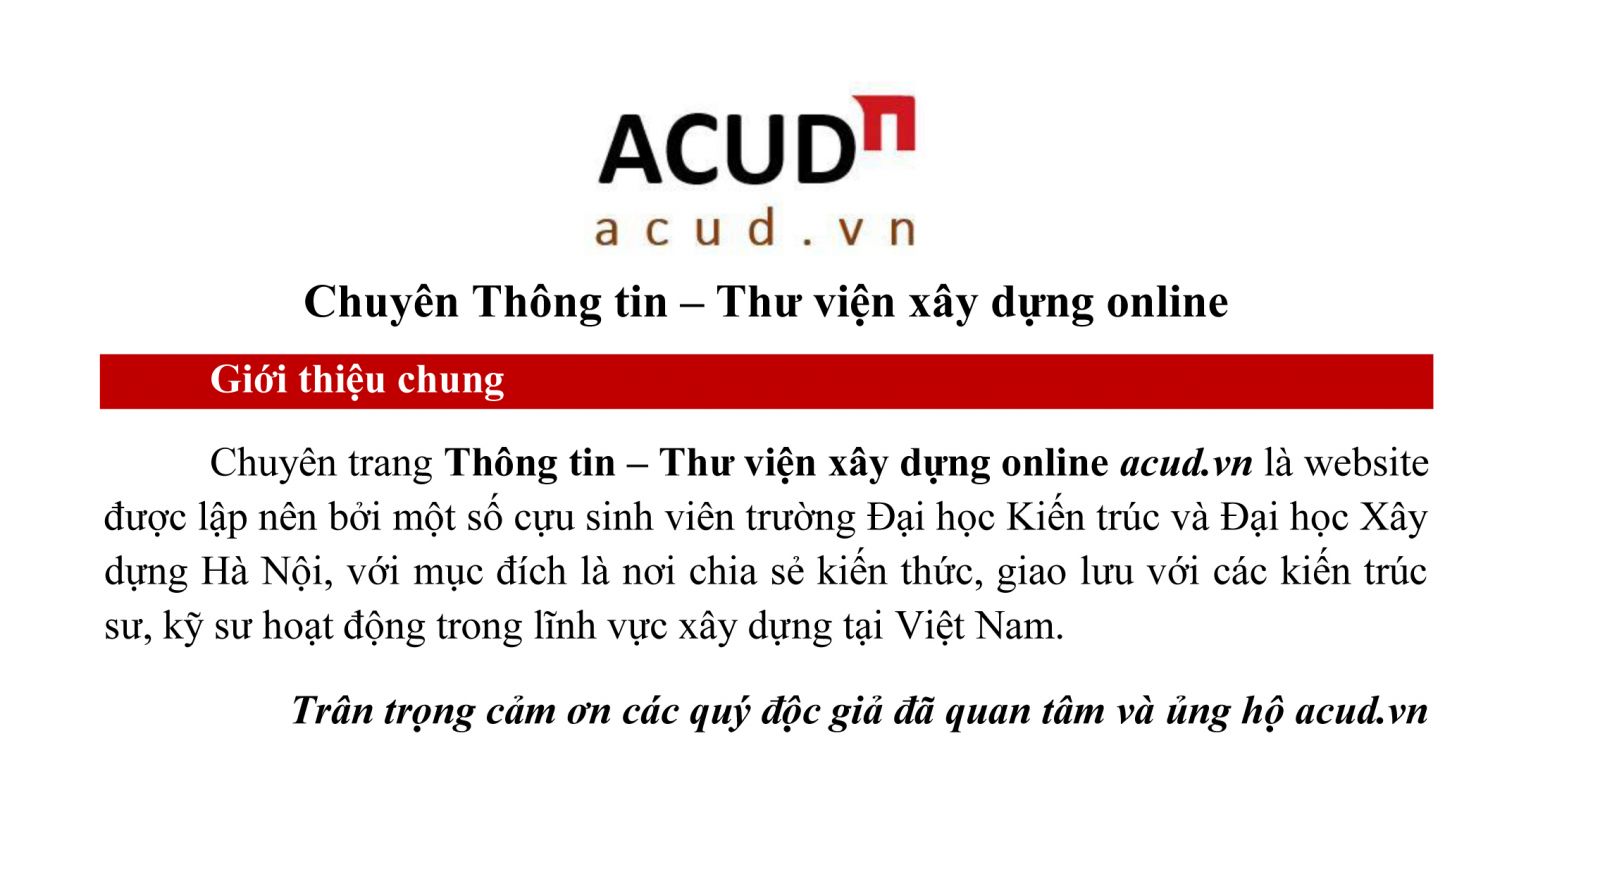 ACUDn
acud.vn
Chuyên Thông tin – Thư viện xây dựng online
Giới thiệu chung
Chuyên trang Thông tin – Thư viện xây dựng online acud.vn là website
được lập nên bởi một số cựu sinh viên trường Đại học Kiến trúc và Đại học Xây
dựng Hà Nội, với mục đích là nơi chia sẻ kiến thức, giao lưu với các kiến trúc
sư, kỹ sư hoạt động trong lĩnh vực xây dựng tại Việt Nam.
Trân trọng cảm ơn các quý độc giả đã quan tâm và ủng hộ acud.vn